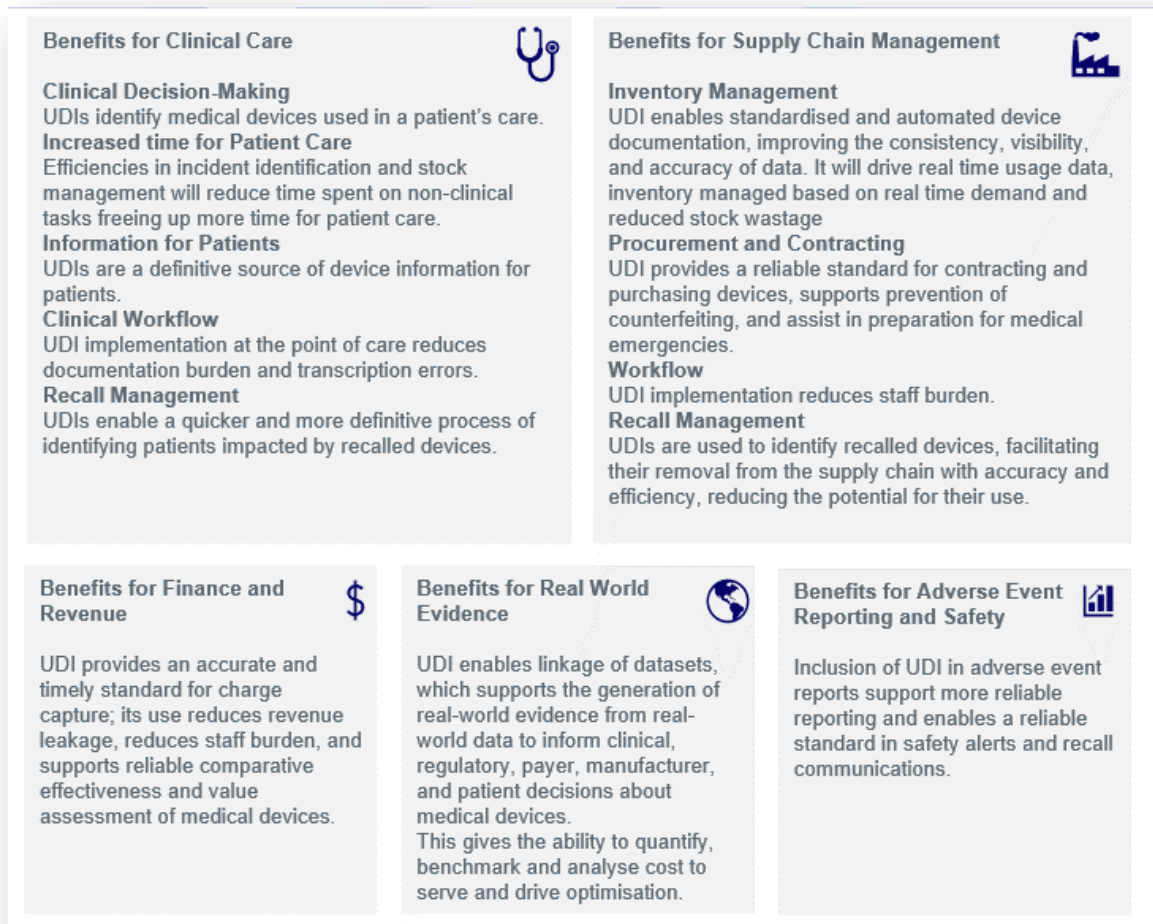 Benefits for Clinical Care
Clinical Decision-Making
UDIs identify medical devices used in a patient's care.
Increased time for Patient Care
Efficiencies in incident identification and stock
management will reduce time spent on non-clinical
tasks freeing up more time for patient care.
Information for Patients
UDIs are a definitive source of device information for
patients.
Clinical Workflow
UDI implementation at the point of care reduces
documentation burden and transcription errors.
Recall Management
UDIs enable a quicker and more definitive process of
identifying patients impacted by recalled devices.
Benefits for Supply Chain Management
Inventory Management
UDI enables standardised and automated device
documentation, improving the consistency, visibility,
and accuracy of data. It will drive real time usage data,
inventory managed based on real time demand and
reduced stock wastage
Procurement and Contracting
UDI provides a reliable standard for contracting and
purchasing devices, supports prevention of
counterfeiting, and assist in preparation for medical
emergencies.
Workflow
UDI implementation reduces staff burden.
Recall Management
UDIs are used to identify recalled devices, facilitating
their removal from the supply chain with accuracy and
efficiency, reducing the potential for their use.
Benefits for Finance and
Revenue
$
UDI provides an accurate and
timely standard for charge
capture; its use reduces revenue
leakage, reduces staff burden, and
supports reliable comparative
effectiveness and value
assessment of medical devices.
Benefits for Real World
Evidence
UDI enables linkage of datasets,
which supports the generation of
real-world evidence from real-
world data to inform clinical,
regulatory, payer, manufacturer,
and patient decisions about
medical devices.
This gives the ability to quantify,
benchmark and analyse cost to
serve and drive optimisation.
Benefits for Adverse Event
Reporting and Safety
Inclusion of UDI in adverse event
reports support more reliable
reporting and enables a reliable
standard in safety alerts and recall
communications.